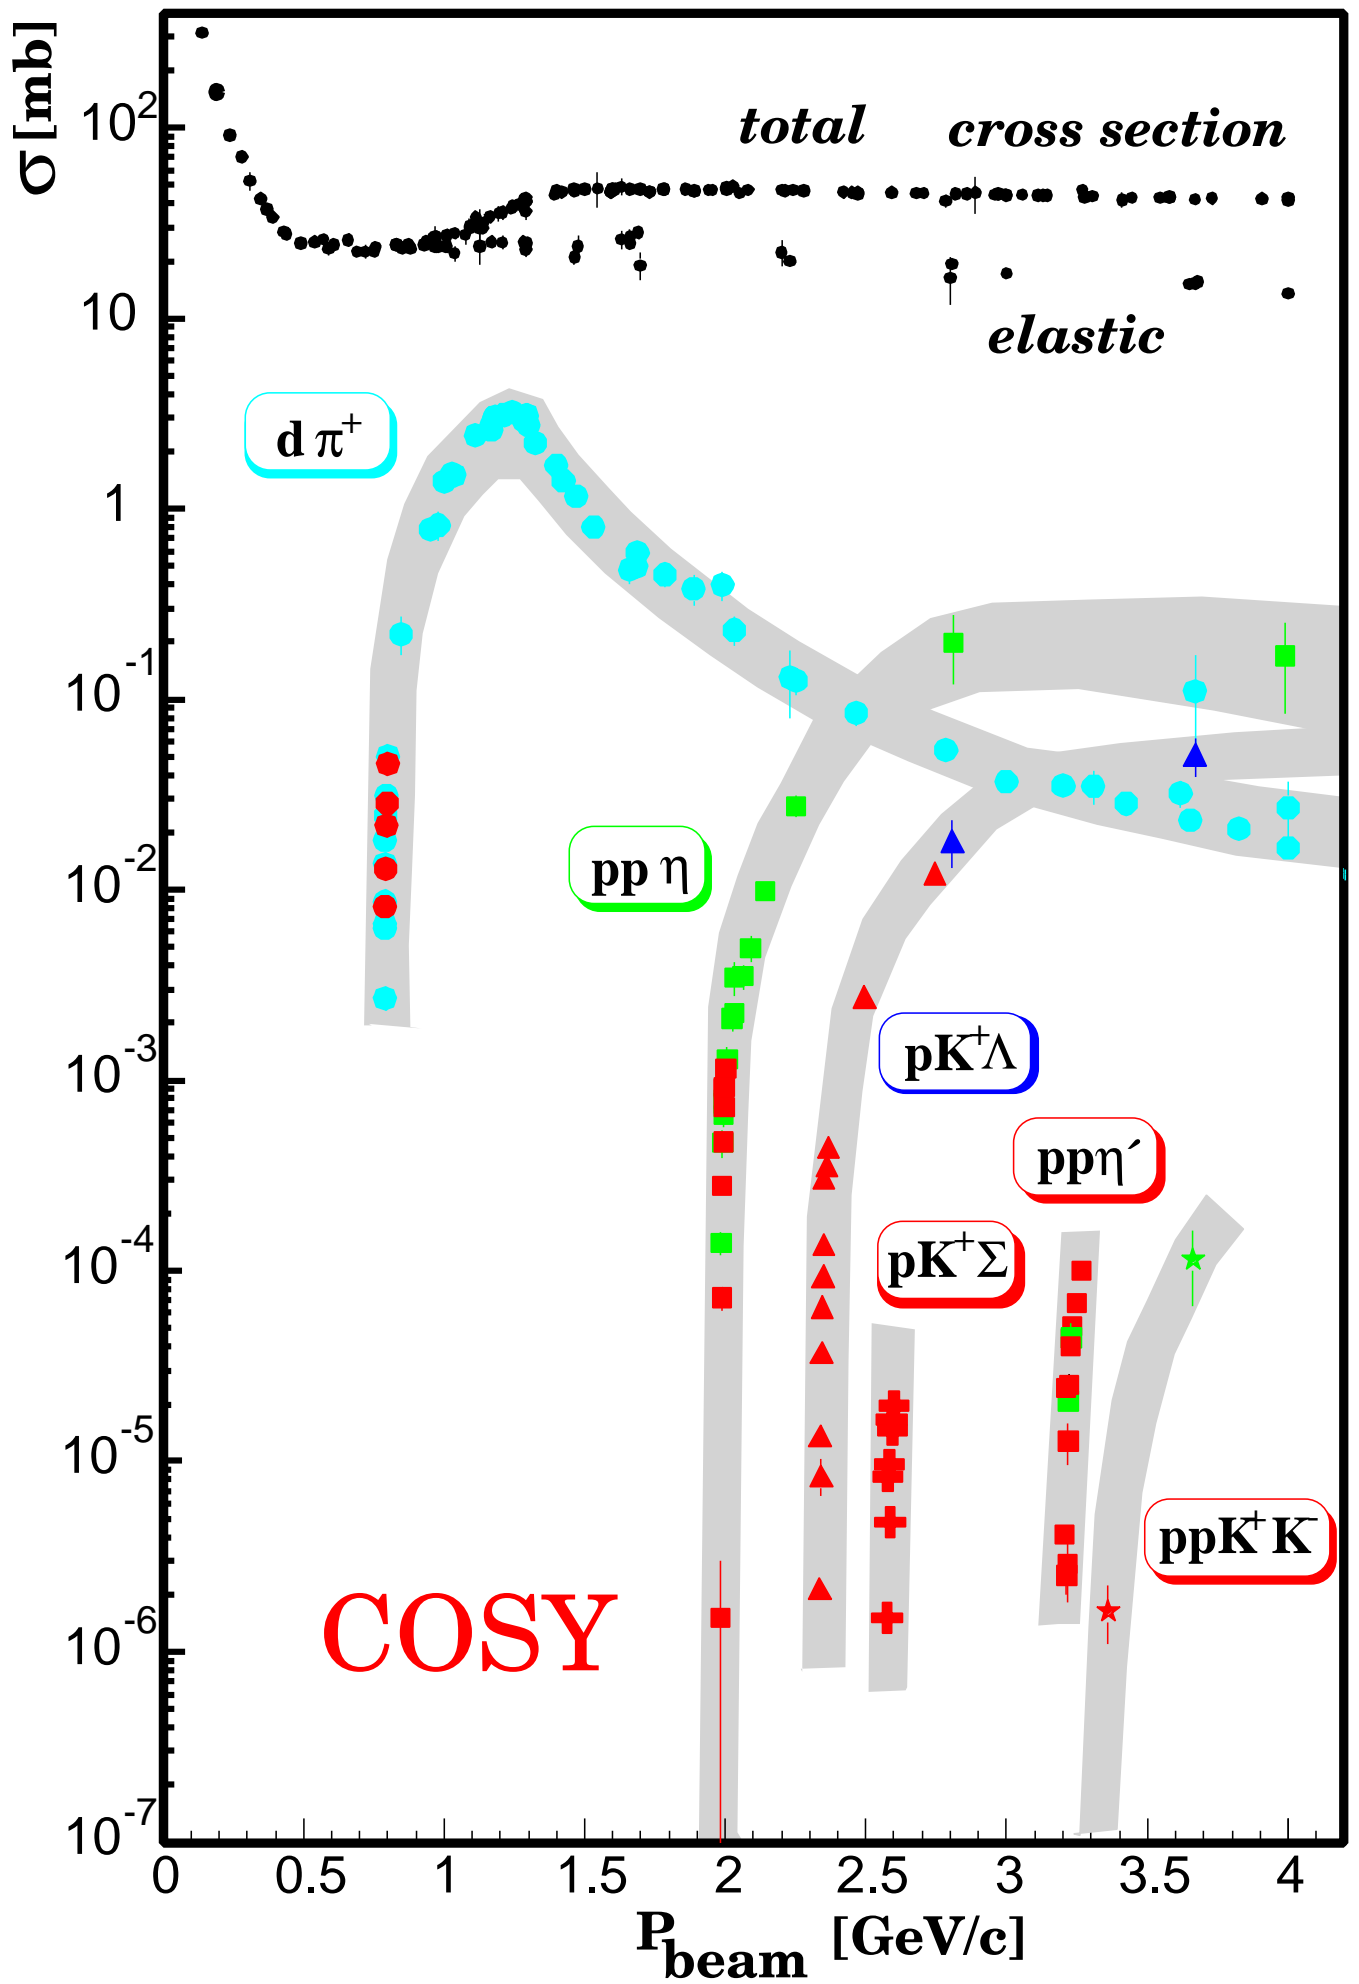 σ [mb]
total cross section
elastic
d π⁺
pp η
pK⁺Λ
ppη´
pK⁺Σ
ppK⁺K⁻
COSY
10²
10
1
10⁻¹
10⁻²
10⁻³
10⁻⁴
10⁻⁵
10⁻⁶
10⁻⁷
0 0.5 1 1.5 2 2.5 3 3.5 4
P_beam [GeV/c]